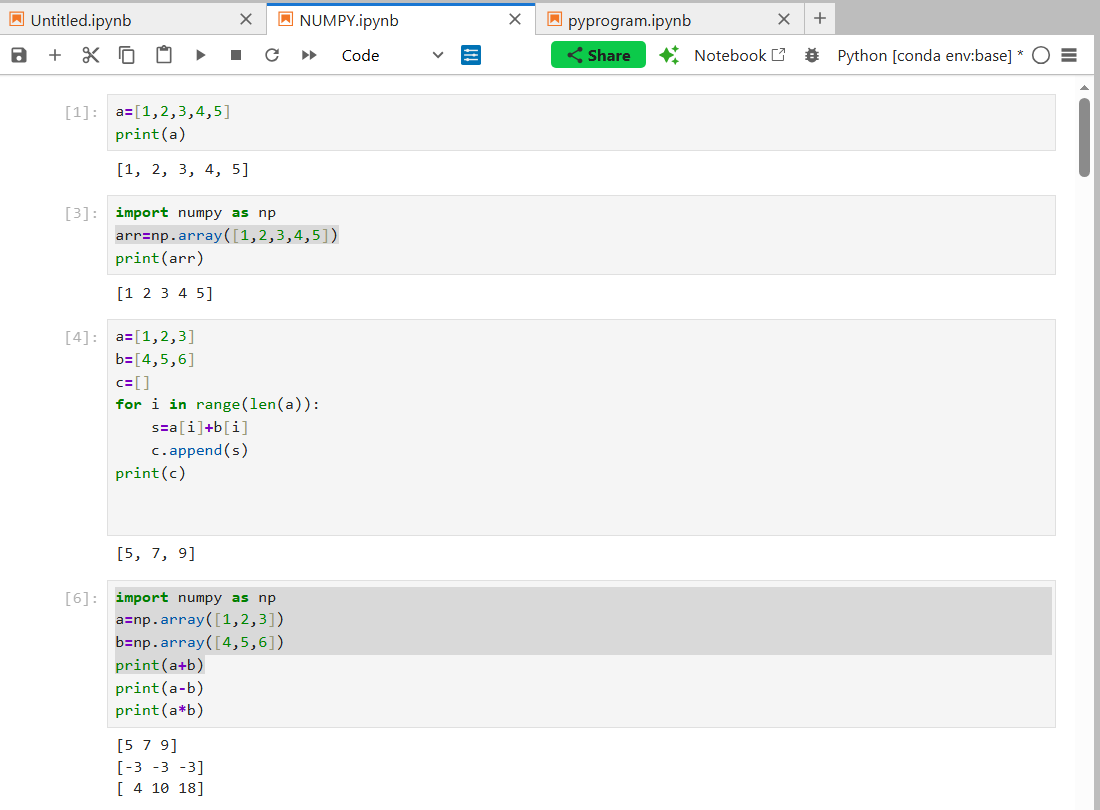 Untitled.ipynb
NUMPY.ipynb
pyprogram.ipynb
Code
Share
Notebook
Python [conda env:base] *
[1]:
a=[1,2,3,4,5]
print(a)
[1, 2, 3, 4, 5]
[3]:
import numpy as np
arr=np.array([1,2,3,4,5])
print(arr)
[1 2 3 4 5]
[4]:
a=[1,2,3]
b=[4,5,6]
c=[]
for i in range(len(a)):
    s=a[i]+b[i]
    c.append(s)
print(c)
[5, 7, 9]
[6]:
import numpy as np
a=np.array([1,2,3])
b=np.array([4,5,6])
print(a+b)
print(a-b)
print(a*b)
[5 7 9]
[-3 -3 -3]
[ 4 10 18]